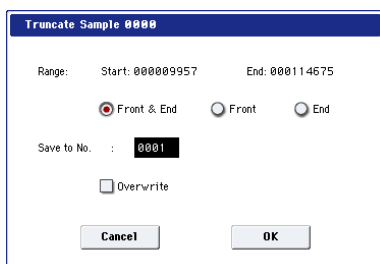 Truncate Sample 0000
Range: Start: 000009957 End: 000114675
Front & End Front End
Save to No. : 0001
Overwrite
Cancel OK